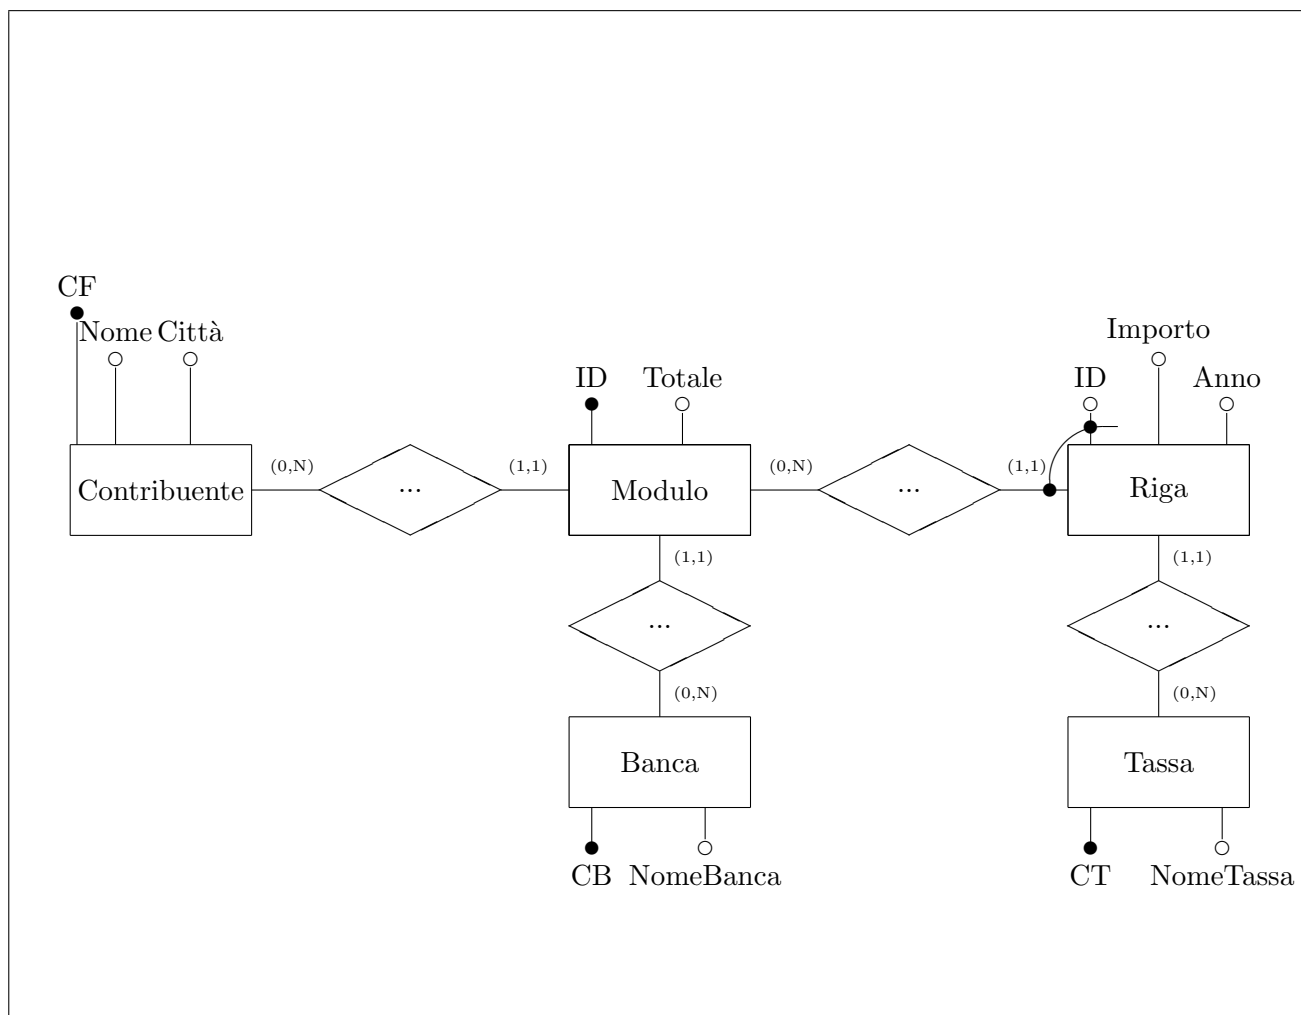 CF
Nome Città
Importo
ID Totale
ID Anno
(0,N) (1,1) (0,N) (1,1)
Contribuente ... Modulo ... Riga
(1,1) (1,1)
... ...
(0,N) (0,N)
Banca Tassa
CB NomeBanca CT NomeTassa